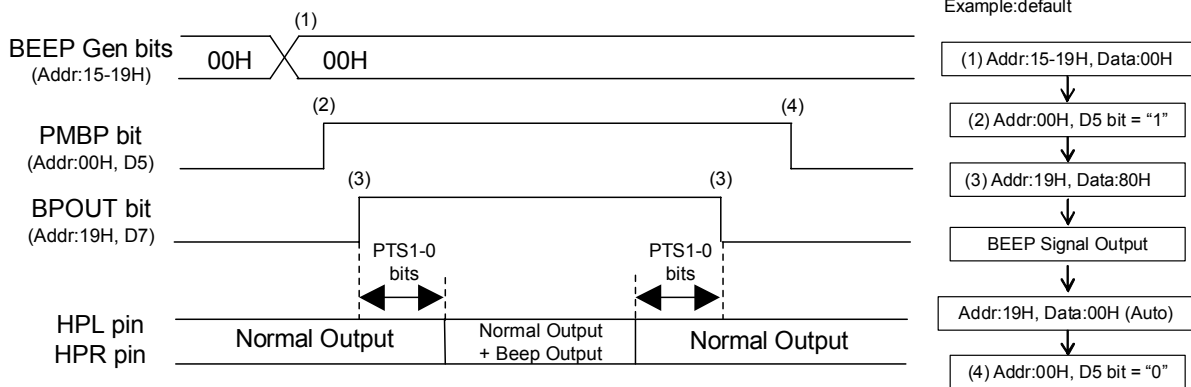 Example:default
(1)
BEEP Gen bits
(Addr:15-19H)
00H
00H
(2)
(4)
PMBP bit
(Addr:00H, D5)
(3)
(3)
BPOUT bit
(Addr:19H, D7)
PTS1-0
bits
PTS1-0
bits
HPL pin
HPR pin
Normal Output
Normal Output
+ Beep Output
Normal Output
(1) Addr:15-19H, Data:00H
(2) Addr:00H, D5 bit = “1”
(3) Addr:19H, Data:80H
BEEP Signal Output
Addr:19H, Data:00H (Auto)
(4) Addr:00H, D5 bit = “0”